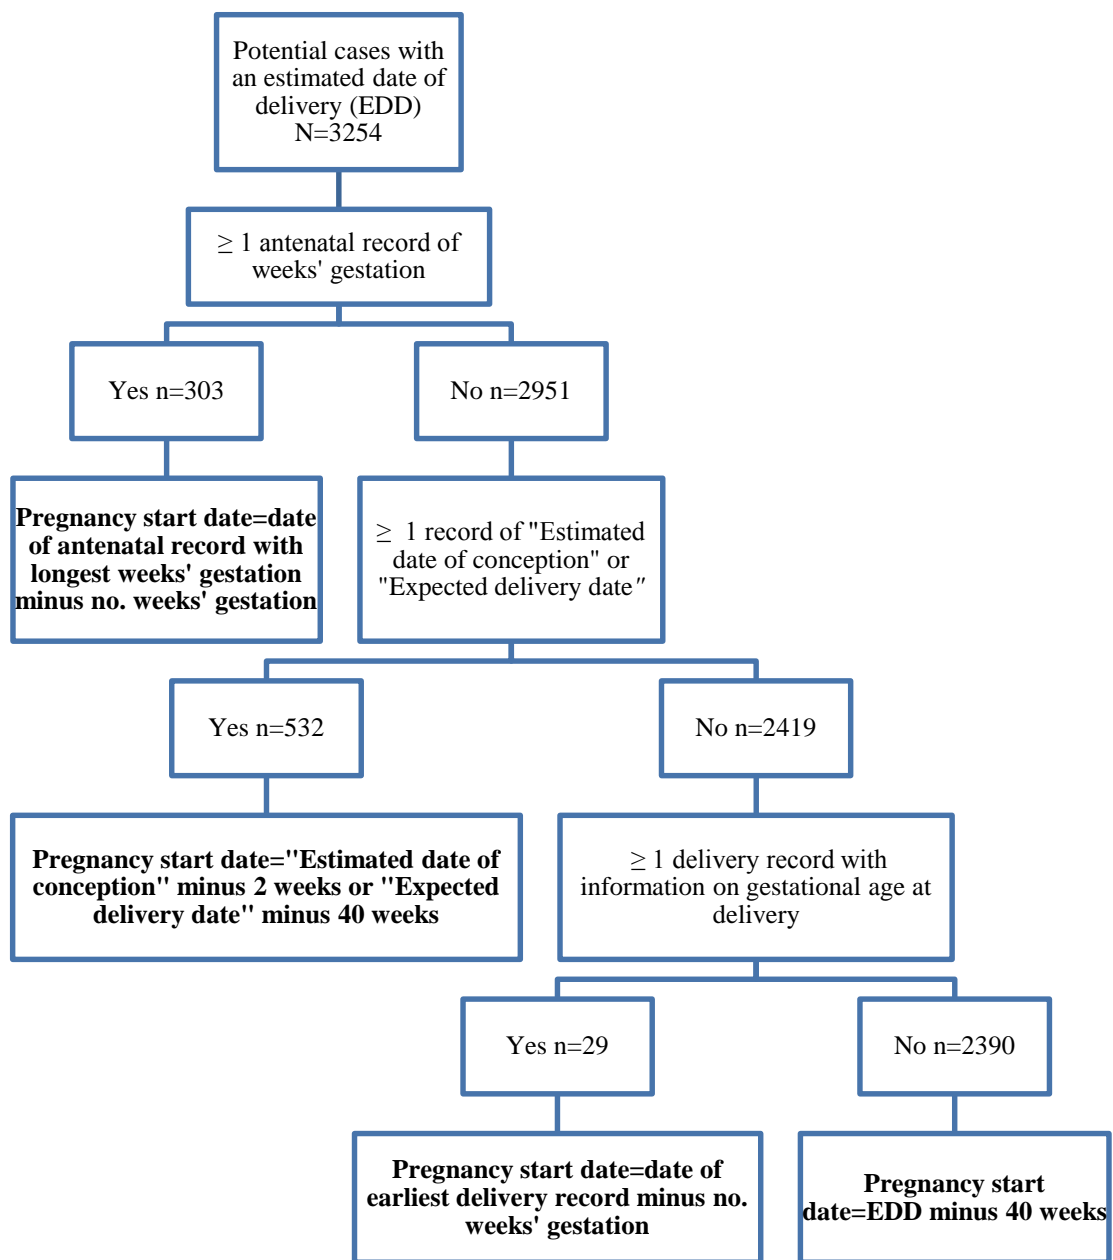 Potential cases with
an estimated date of
delivery (EDD)
N=3254
≥ 1 antenatal record of
weeks' gestation
Yes n=303
No n=2951
Pregnancy start date=date
of antenatal record with
longest weeks' gestation
minus no. weeks' gestation
≥ 1 record of "Estimated
date of conception" or
"Expected delivery date"
Yes n=532
No n=2419
Pregnancy start date="Estimated date of
conception" minus 2 weeks or "Expected
delivery date" minus 40 weeks
≥ 1 delivery record with
information on gestational age at
delivery
Yes n=29
No n=2390
Pregnancy start date=date of
earliest delivery record minus no.
weeks' gestation
Pregnancy start
date=EDD minus 40 weeks